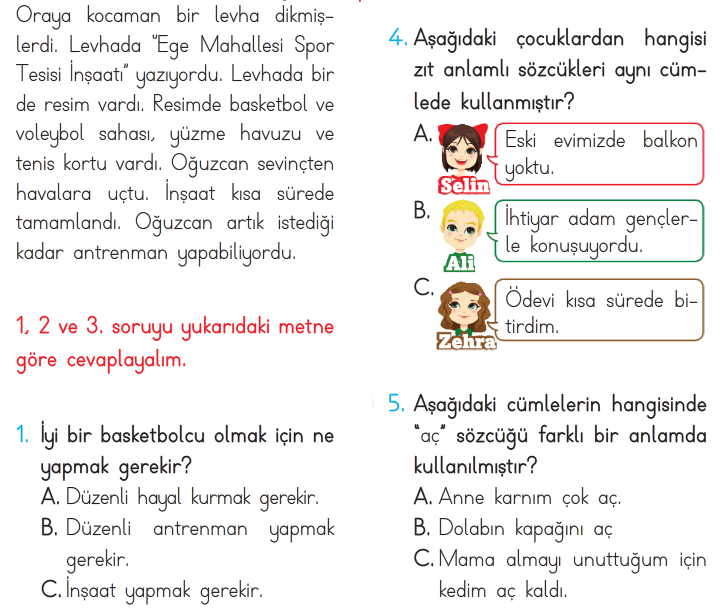 Oraya kocaman bir levha dikmiş-
lerdi. Levhada "Ege Mahallesi Spor
Tesisi İnşaatı" yazıyordu. Levhada bir
de resim vardı. Resimde basketbol ve
voleybol sahası, yüzme havuzu ve
tenis kortu vardı. Oğuzcan sevinçten
havalara uçtu. İnşaat kısa sürede
tamamlandı. Oğuzcan artık istediği
kadar antrenman yapabiliyordu.
1, 2 ve 3. soruyu yukarıdaki metne
göre cevaplayalım.
1. İyi bir basketbolcu olmak için ne
yapmak gerekir?
A. Düzenli hayal kurmak gerekir.
B. Düzenli antrenman yapmak
gerekir.
C. İnşaat yapmak gerekir.
4. Aşağıdaki çocuklardan hangisi
zıt anlamlı sözcükleri aynı cüm-
lede kullanmıştır?
A. Eski evimizde balkon
yoktu.
Selin
B. İhtiyar adam gençler-
le konuşuyordu.
Ali
C. Ödevi kısa sürede bi-
tirdim.
Zehra
5. Aşağıdaki cümlelerin hangisinde
"aç" sözcüğü farklı bir anlamda
kullanılmıştır?
A. Anne karnım çok aç.
B. Dolabın kapağını aç
C. Mama almayı unuttuğum için
kedim aç kaldı.